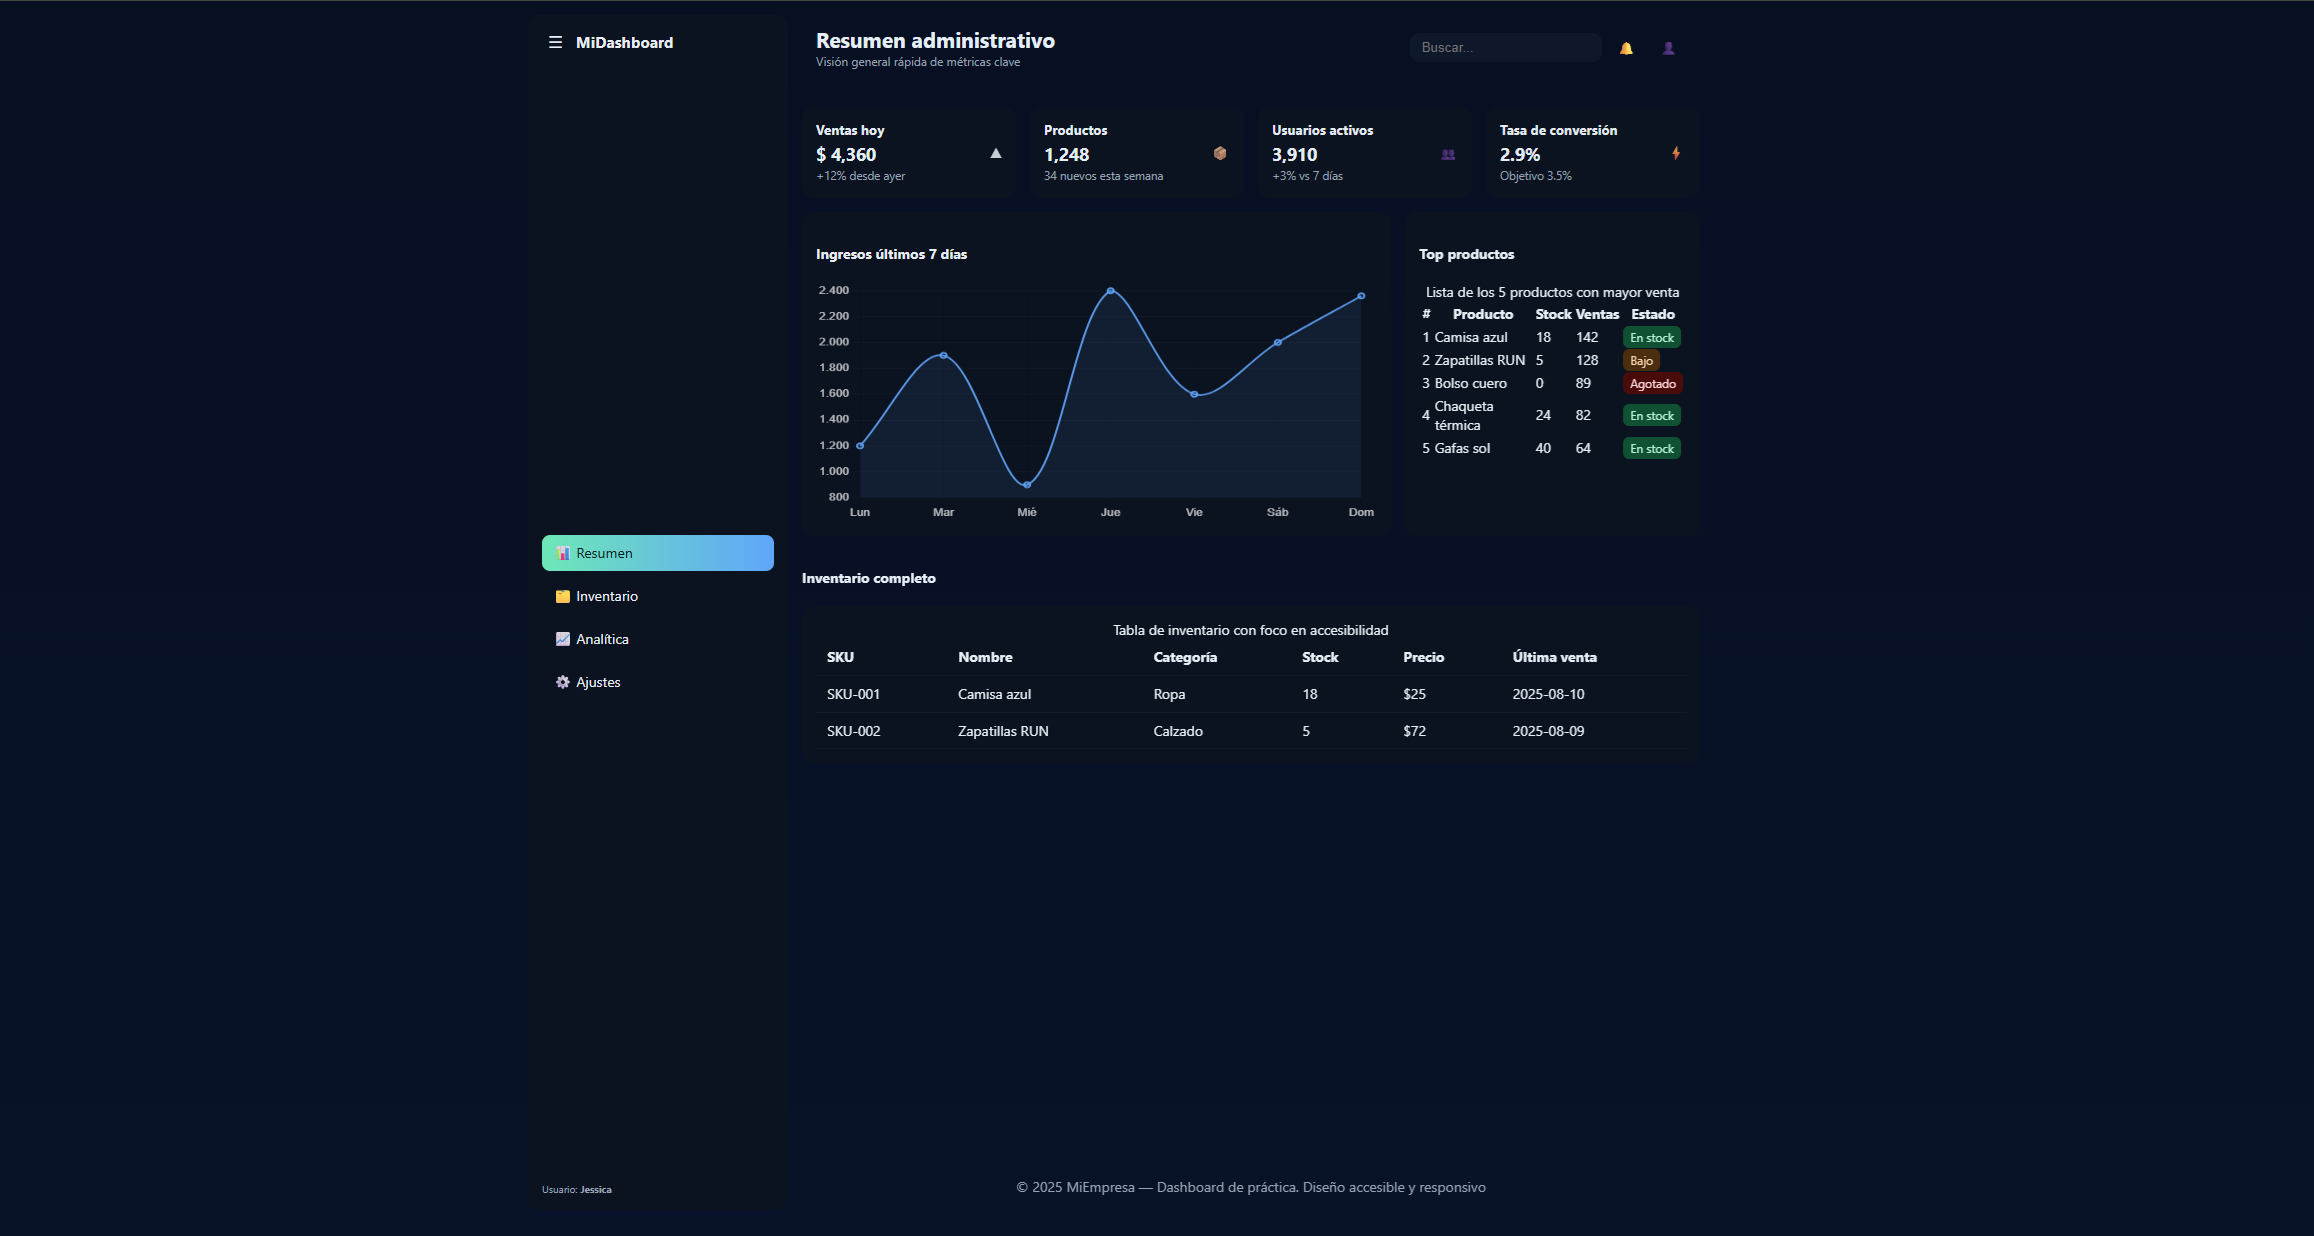 ☰ MiDashboard
Resumen
Inventario
Analítica
Ajustes
Usuario: Jessica
Resumen administrativo
Visión general rápida de métricas clave
Buscar...
Ventas hoy
$ 4,360
+12% desde ayer
Productos
1,248
34 nuevos esta semana
Usuarios activos
3,910
+3% vs 7 días
Tasa de conversión
2.9%
Objetivo 3.5%
Ingresos últimos 7 días
2.400
2.200
2.000
1.800
1.600
1.400
1.200
1.000
800
Lun Mar Mié Jue Vie Sáb Dom
Top productos
Lista de los 5 productos con mayor venta
# Producto Stock Ventas Estado
1 Camisa azul 18 142 En stock
2 Zapatillas RUN 5 128 Bajo
3 Bolso cuero 0 89 Agotado
4 Chaqueta térmica 24 82 En stock
5 Gafas sol 40 64 En stock
Inventario completo
Tabla de inventario con foco en accesibilidad
SKU Nombre Categoría Stock Precio Última venta
SKU-001 Camisa azul Ropa 18 $25 2025-08-10
SKU-002 Zapatillas RUN Calzado 5 $72 2025-08-09
© 2025 MiEmpresa — Dashboard de práctica. Diseño accesible y responsivo